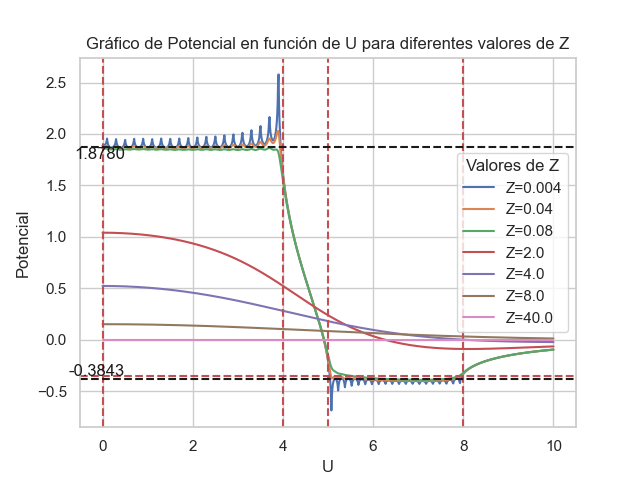 Gráfico de Potencial en función de U para diferentes valores de Z
2.5
2.0
1.8780
1.5
1.0
0.5
0.0
-0.3843
−0.5
Potencial
0 2 4 6 8 10
U
Valores de Z
Z=0.004
Z=0.04
Z=0.08
Z=2.0
Z=4.0
Z=8.0
Z=40.0